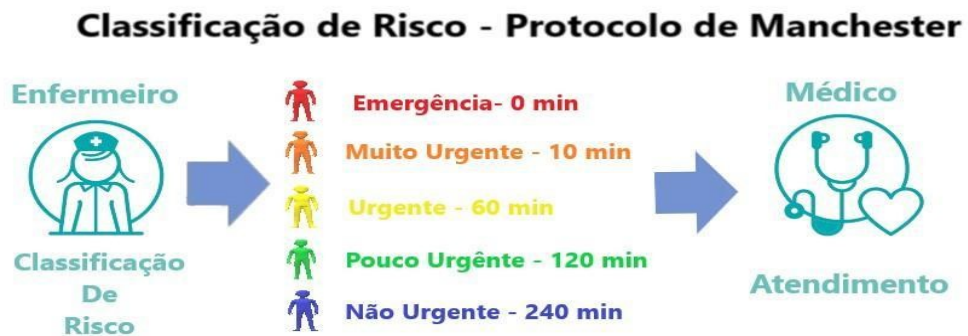 Classificação de Risco - Protocolo de Manchester
Enfermeiro
Classificação
De
Risco
Emergência- 0 min
Muito Urgente - 10 min
Urgente - 60 min
Pouco Urgênte - 120 min
Não Urgente - 240 min
Médico
Atendimento